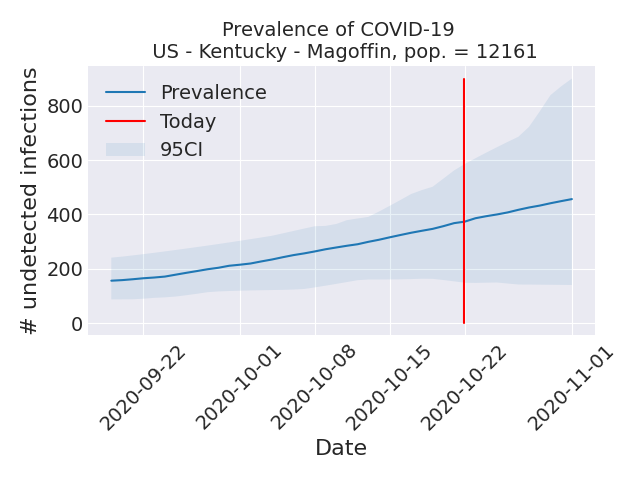 Prevalence of COVID-19
US - Kentucky - Magoffin, pop. = 12161
# undetected infections
800
600
400
200
0
Prevalence
Today
95CI
2020-09-22
2020-10-01
2020-10-08
2020-10-15
2020-10-22
2020-11-01
Date